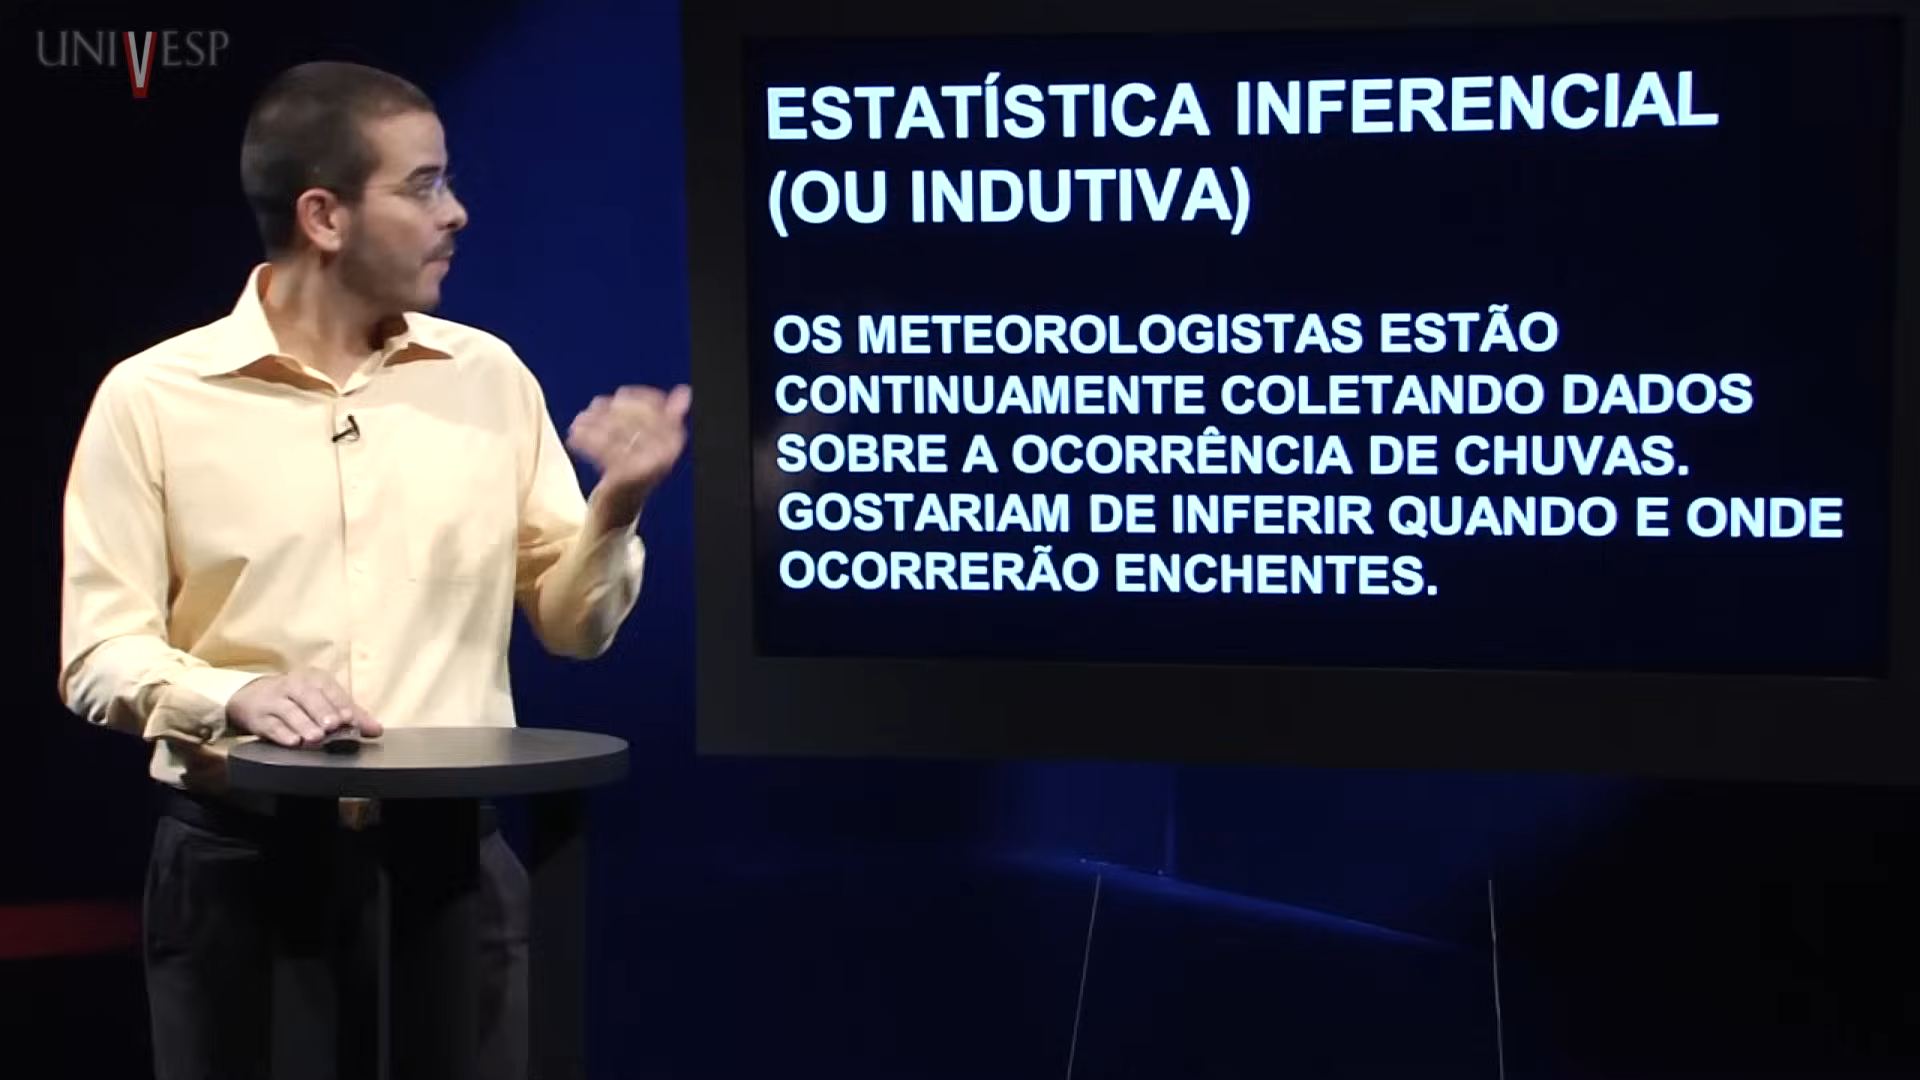 UNIVESP
ESTATÍSTICA INFERENCIAL
(OU INDUTIVA)
OS METEOROLOGISTAS ESTÃO
CONTINUAMENTE COLETANDO DADOS
SOBRE A OCORRÊNCIA DE CHUVAS.
GOSTARIAM DE INFERIR QUANDO E ONDE
OCORRERÃO ENCHENTES.